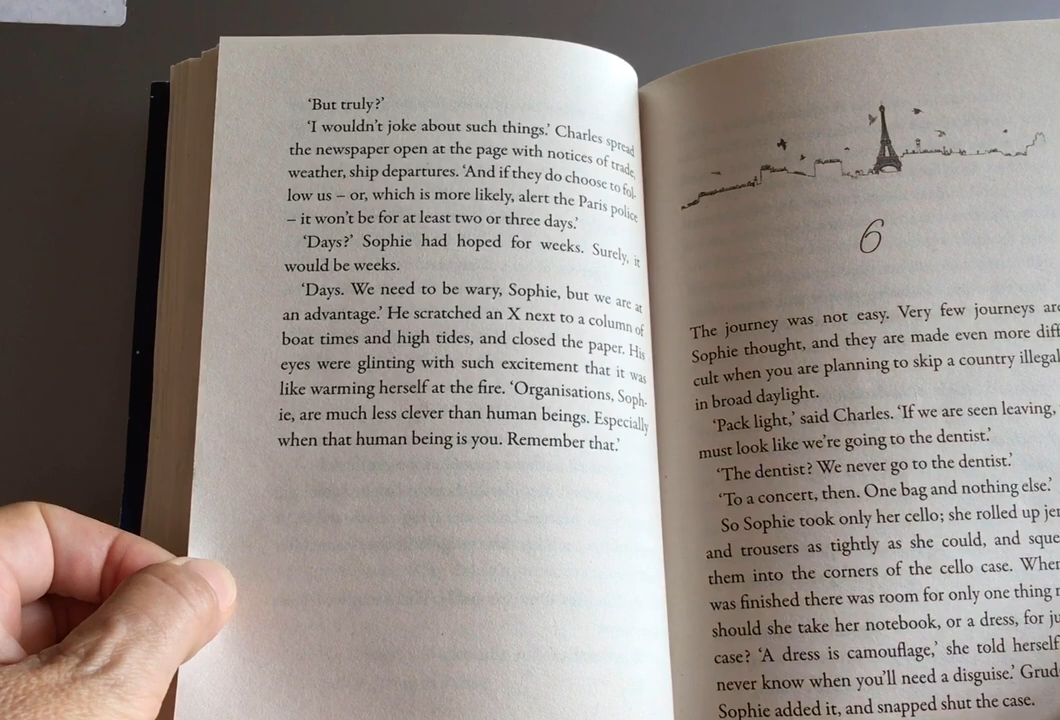 ‘But truly?’
‘I wouldn’t joke about such things.’ Charles spread
the newspaper open at the page with notices of trade,
weather, ship departures. ‘And if they do choose to fol-
low us – or, which is more likely, alert the Paris police
– it won’t be for at least two or three days.’
‘Days?’ Sophie had hoped for weeks. Surely, it
would be weeks.
‘Days. We need to be wary, Sophie, but we are at
an advantage.’ He scratched an X next to a column of
boat times and high tides, and closed the paper. His
eyes were glinting with such excitement that it was
like warming herself at the fire. ‘Organisations, Soph-
ie, are much less clever than human beings. Especially
when that human being is you. Remember that.’
6
The journey was not easy. Very few journeys are
Sophie thought, and they are made even more diff
cult when you are planning to skip a country illegal
in broad daylight.
‘Pack light,’ said Charles. ‘If we are seen leaving,
must look like we’re going to the dentist.’
‘The dentist? We never go to the dentist.’
‘To a concert, then. One bag and nothing else.’
So Sophie took only her cello; she rolled up jer
and trousers as tightly as she could, and sque
them into the corners of the cello case. When
was finished there was room for only one thing
should she take her notebook, or a dress, for ju
case? ‘A dress is camouflage,’ she told herself
never know when you’ll need a disguise.’ Grud
Sophie added it, and snapped shut the case.